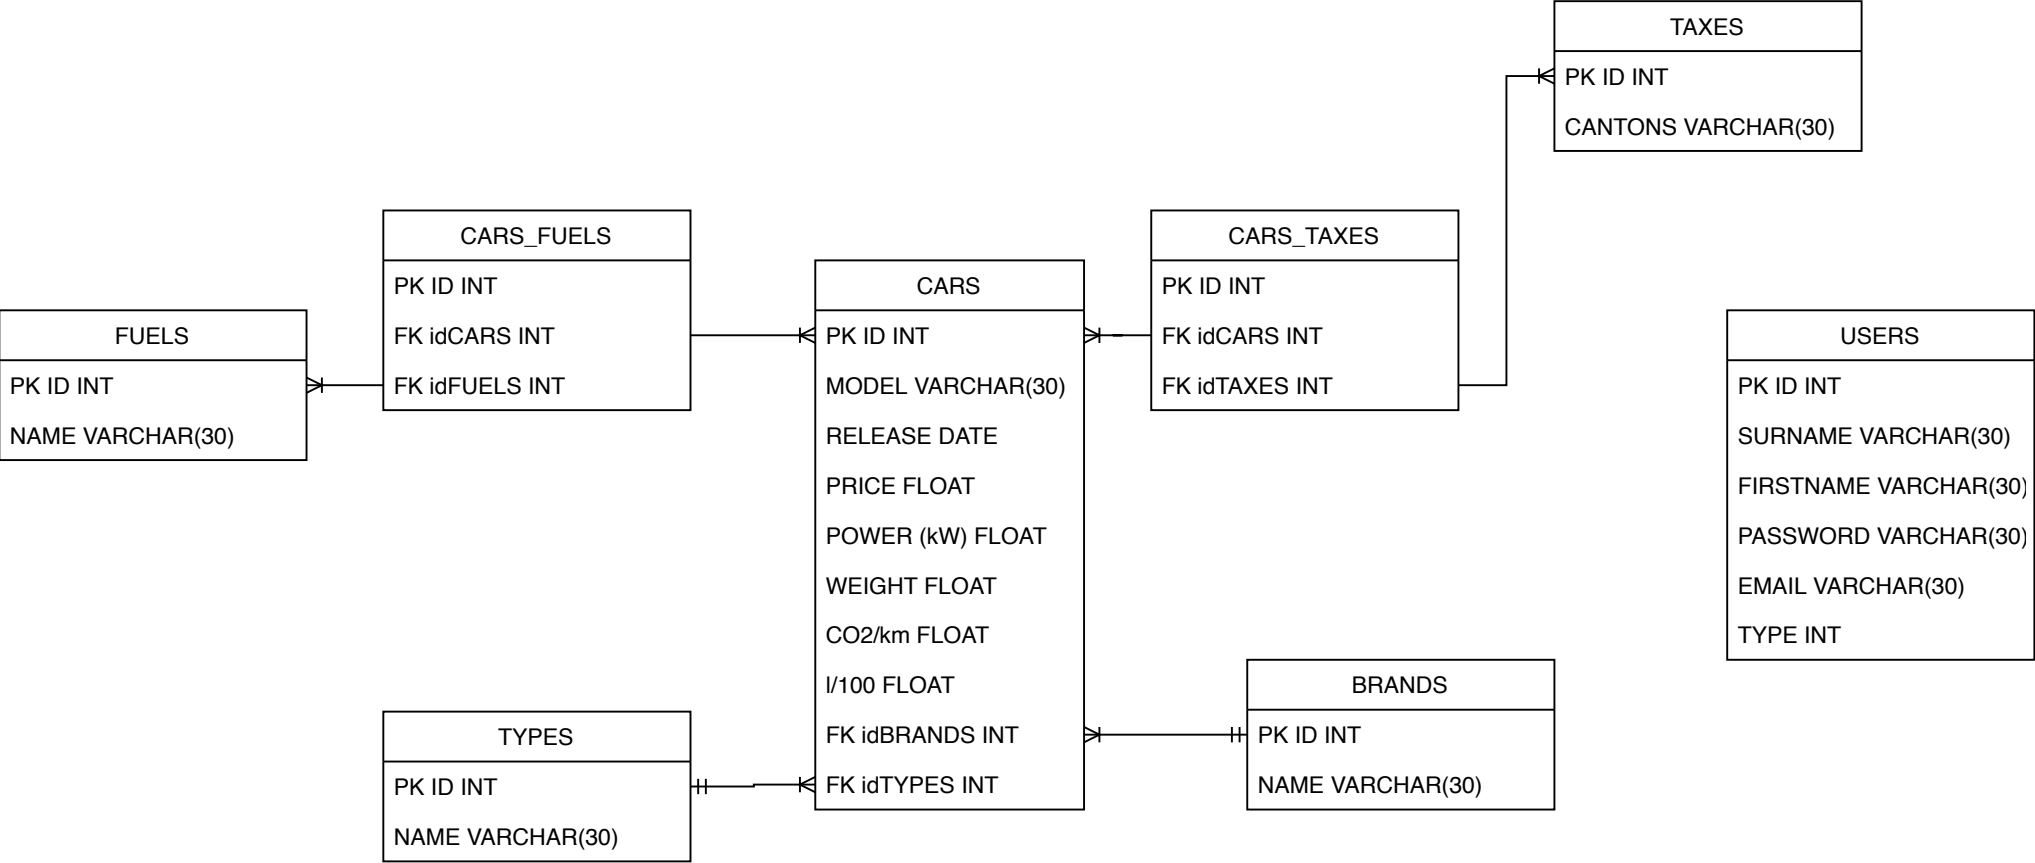 TAXES
PK ID INT
CANTONS VARCHAR(30)
CARS_FUELS
PK ID INT
FK idCARS INT
FK idFUELS INT
CARS_TAXES
PK ID INT
FK idCARS INT
FK idTAXES INT
FUELS
PK ID INT
NAME VARCHAR(30)
CARS
PK ID INT
MODEL VARCHAR(30)
RELEASE DATE
PRICE FLOAT
POWER (kW) FLOAT
WEIGHT FLOAT
CO2/km FLOAT
l/100 FLOAT
FK idBRANDS INT
FK idTYPES INT
USERS
PK ID INT
SURNAME VARCHAR(30)
FIRSTNAME VARCHAR(30)
PASSWORD VARCHAR(30)
EMAIL VARCHAR(30)
TYPE INT
TYPES
PK ID INT
NAME VARCHAR(30)
BRANDS
PK ID INT
NAME VARCHAR(30)